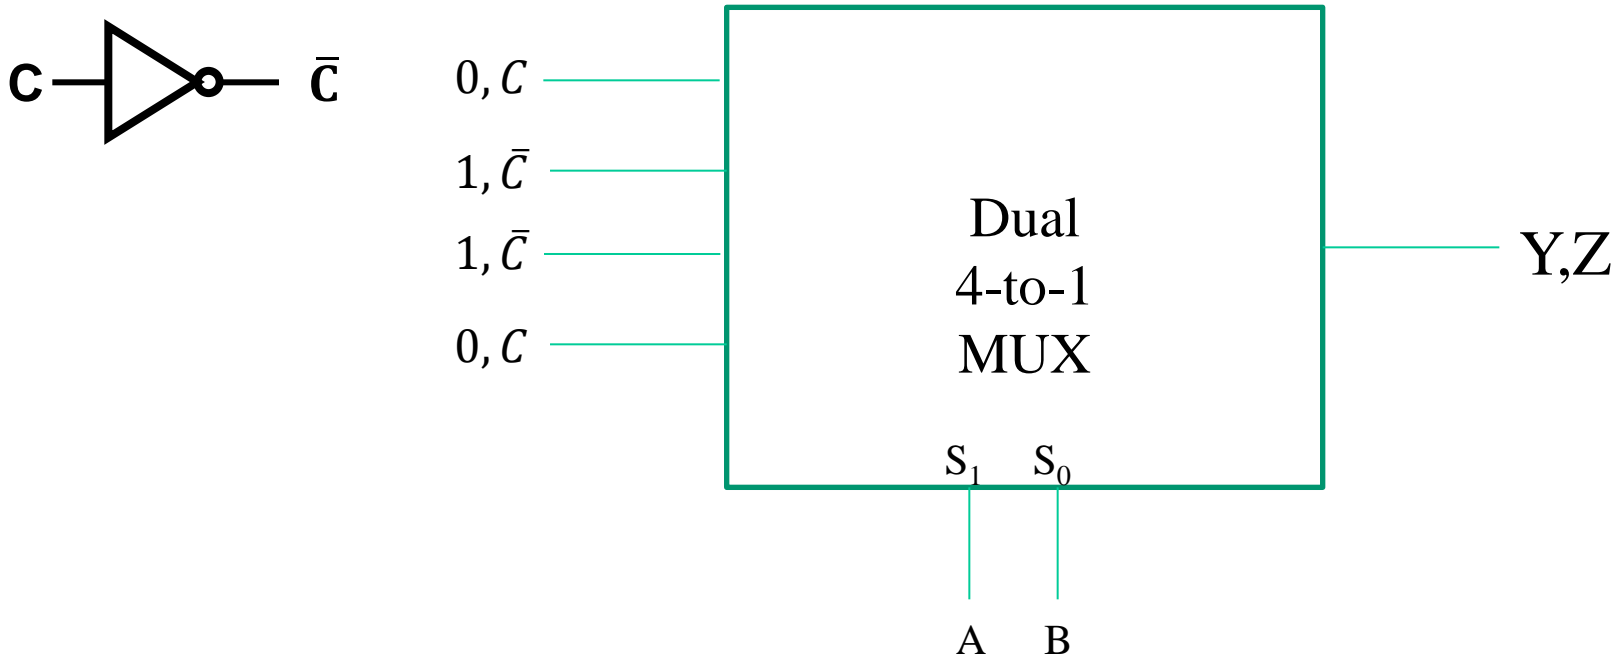 C C̄
0, C
1, C̄
1, C̄
0, C
Dual
4-to-1
MUX
Y,Z
S₁ S₀
A B